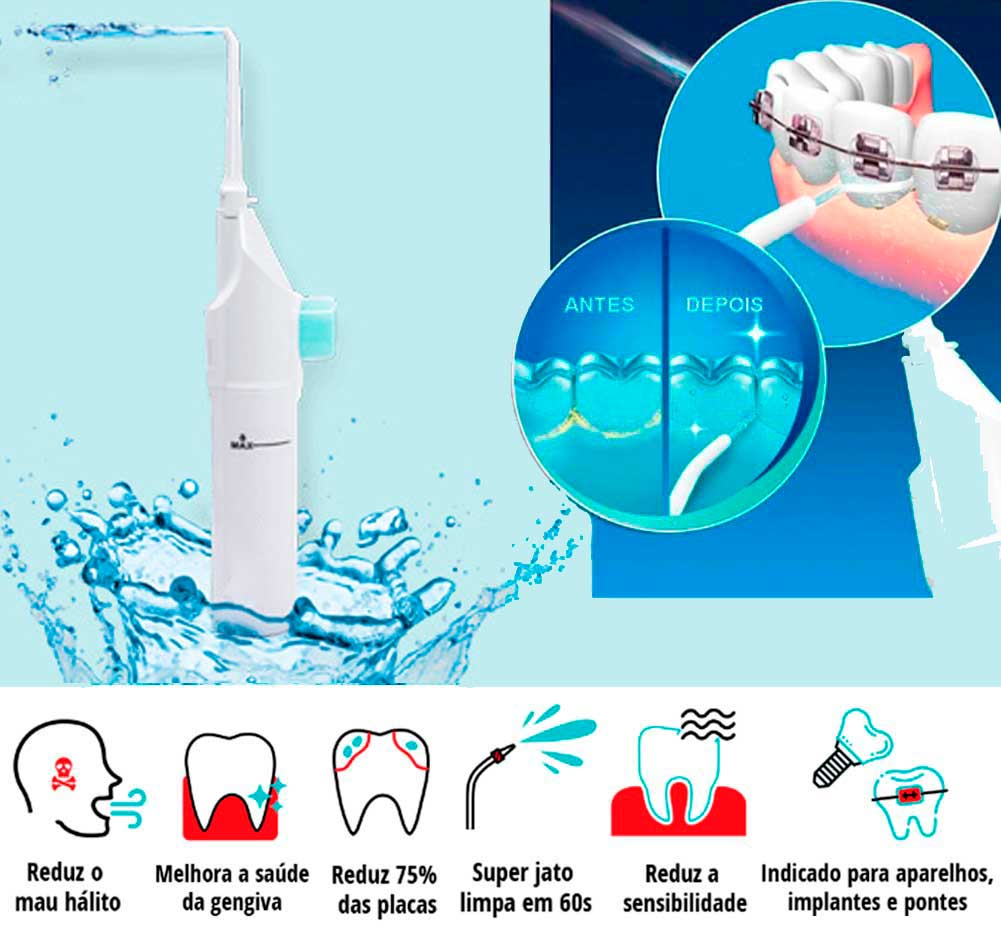 ANTES
DEPOIS
MAX
Reduz o
mau hálito
Melhora a saúde
da gengiva
Reduz 75%
das placas
Super jato
limpa em 60s
Reduz a
sensibilidade
Indicado para aparelhos,
implantes e pontes